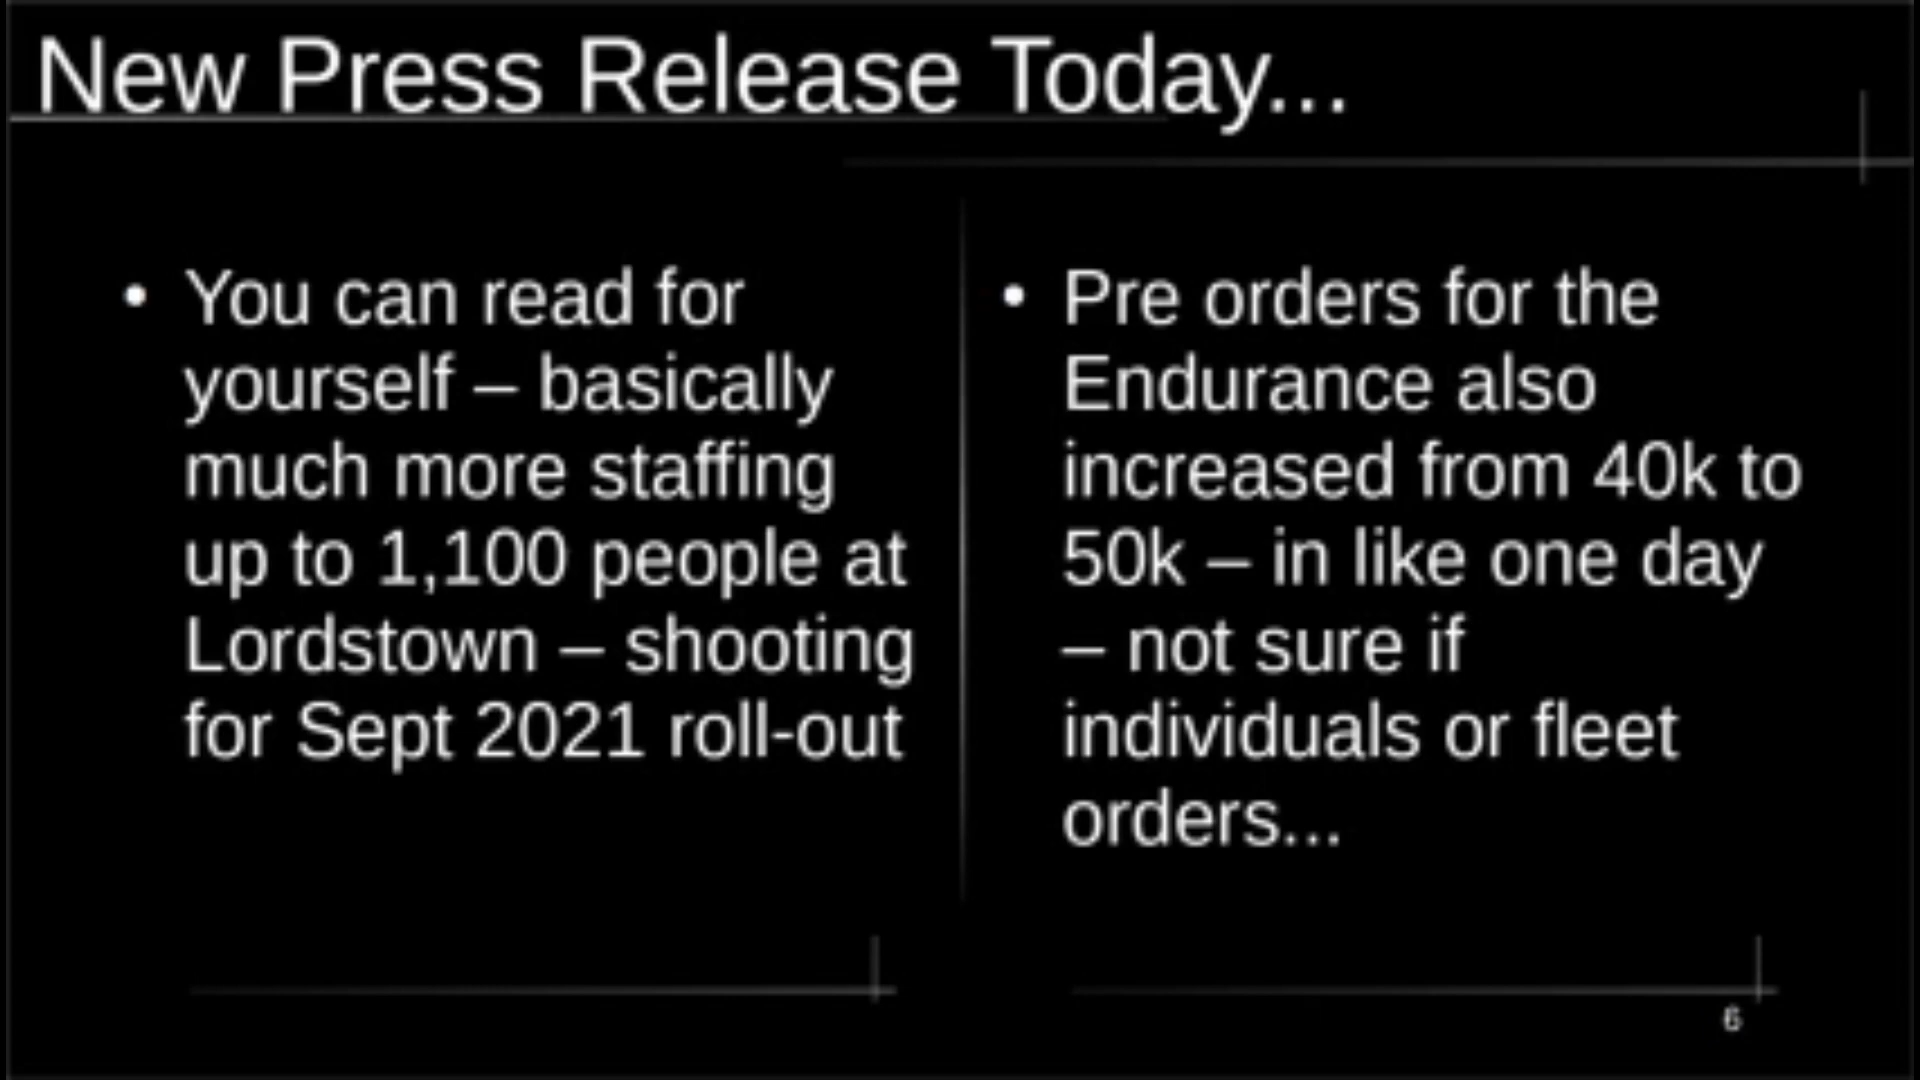 New Press Release Today...
• You can read for
yourself – basically
much more staffing
up to 1,100 people at
Lordstown – shooting
for Sept 2021 roll-out
• Pre orders for the
Endurance also
increased from 40k to
50k – in like one day
– not sure if
individuals or fleet
orders...
6